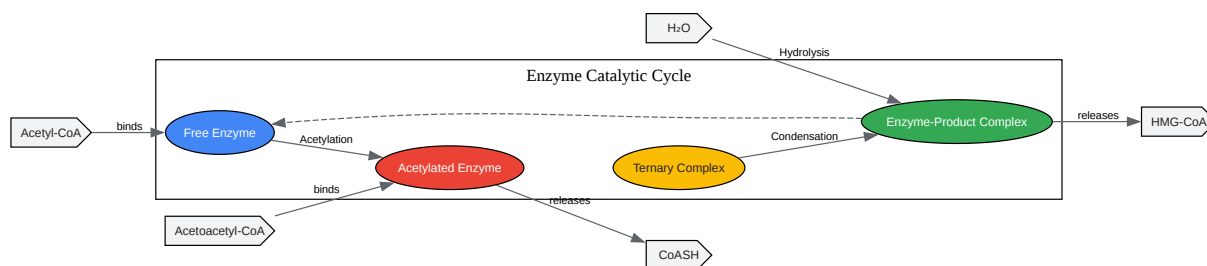 H₂O
Hydrolysis
Enzyme Catalytic Cycle
Acetyl-CoA
binds
Free Enzyme
Acetylation
Acetylated Enzyme
Ternary Complex
Condensation
Enzyme-Product Complex
releases
HMG-CoA
Acetoacetyl-CoA
binds
releases
CoASH